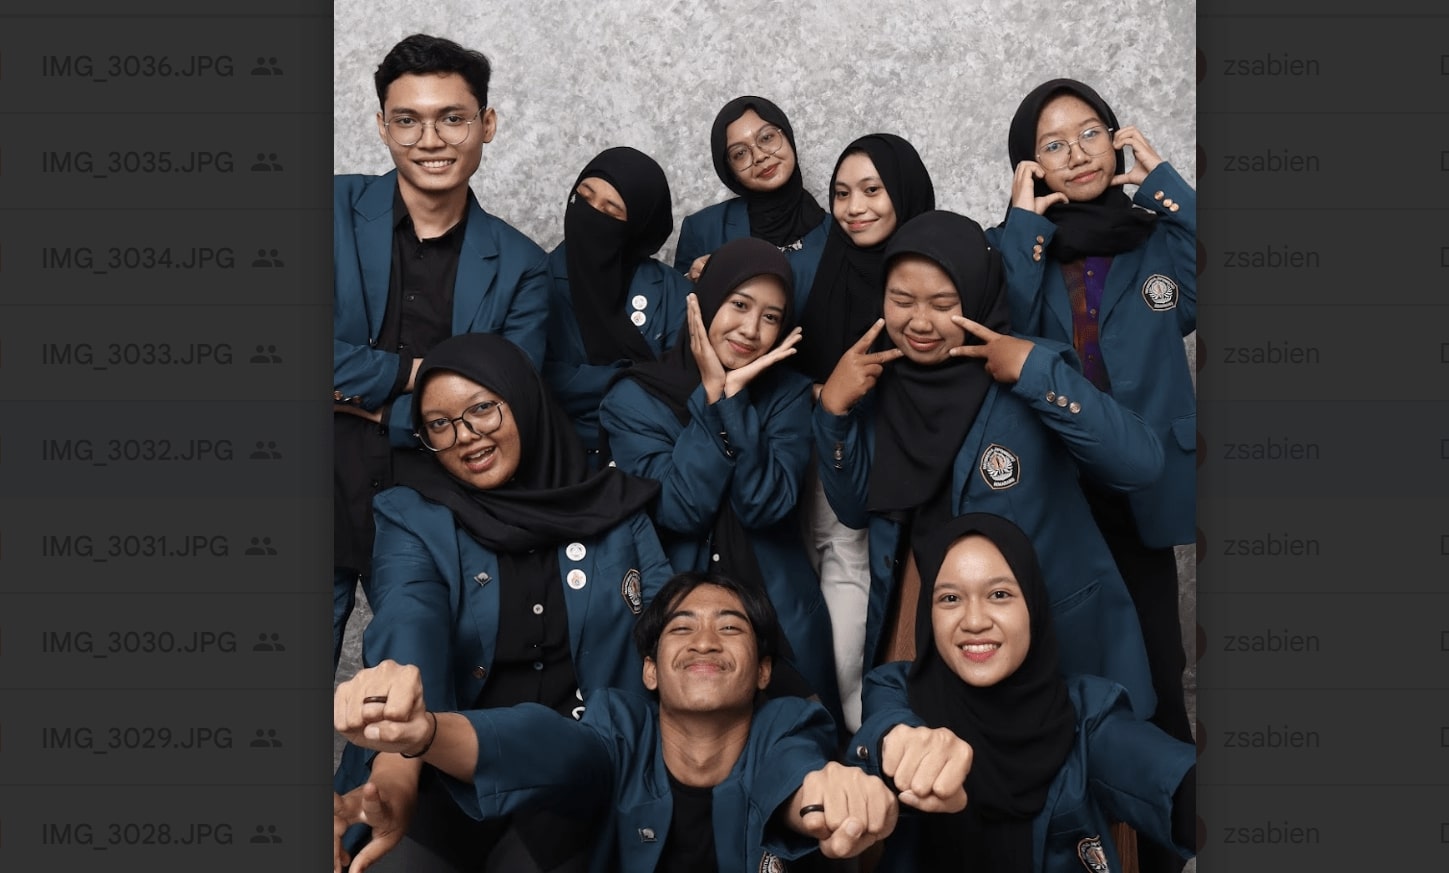 IMG_3036.JPG
IMG_3035.JPG zsabien
IMG_3034.JPG zsabien
IMG_3033.JPG zsabien
IMG_3032.JPG zsabien
IMG_3031.JPG zsabien
IMG_3030.JPG zsabien
IMG_3029.JPG zsabien
IMG_3028.JPG zsabien
zsabien
SEMARANG